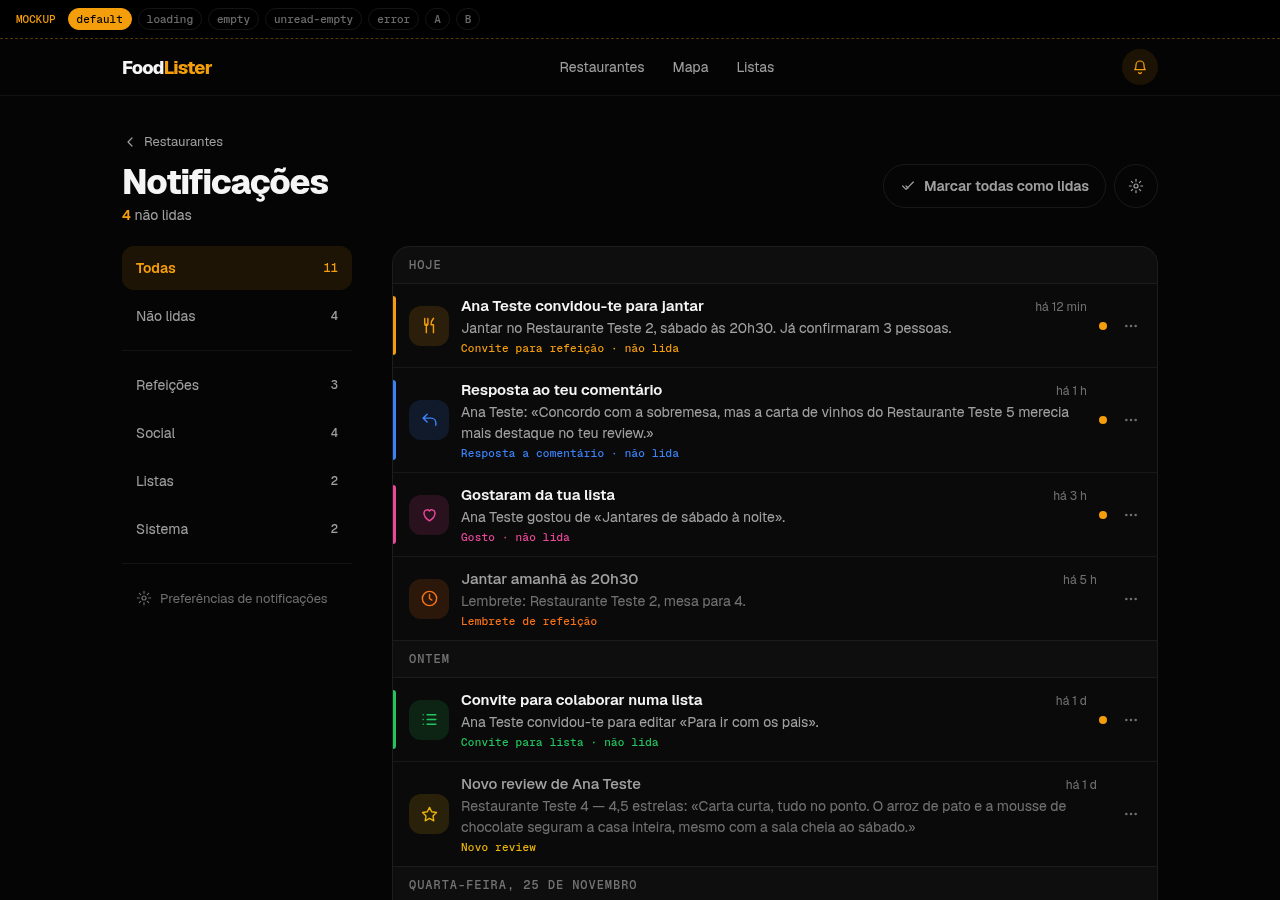 MOCKUP default loading empty unread-empty error A B
FoodLister Restaurantes Mapa Listas
Restaurantes
Notificações
4 não lidas
Marcar todas como lidas
Todas 11
Não lidas 4
Refeições 3
Social 4
Listas 2
Sistema 2
Preferências de notificações
HOJE
Ana Teste convidou-te para jantar há 12 min
Jantar no Restaurante Teste 2, sábado às 20h30. Já confirmaram 3 pessoas.
Convite para refeição · não lida
Resposta ao teu comentário há 1 h
Ana Teste: «Concordo com a sobremesa, mas a carta de vinhos do Restaurante Teste 5 merecia
mais destaque no teu review.»
Resposta a comentário · não lida
Gostaram da tua lista há 3 h
Ana Teste gostou de «Jantares de sábado à noite».
Gosto · não lida
Jantar amanhã às 20h30 há 5 h
Lembrete: Restaurante Teste 2, mesa para 4.
Lembrete de refeição
ONTEM
Convite para colaborar numa lista há 1 d
Ana Teste convidou-te para editar «Para ir com os pais».
Convite para lista · não lida
Novo review de Ana Teste há 1 d
Restaurante Teste 4 — 4,5 estrelas: «Carta curta, tudo no ponto. O arroz de pato e a mousse de
chocolate seguram a casa inteira, mesmo com a sala cheia ao sábado.»
Novo review
QUARTA-FEIRA, 25 DE NOVEMBRO